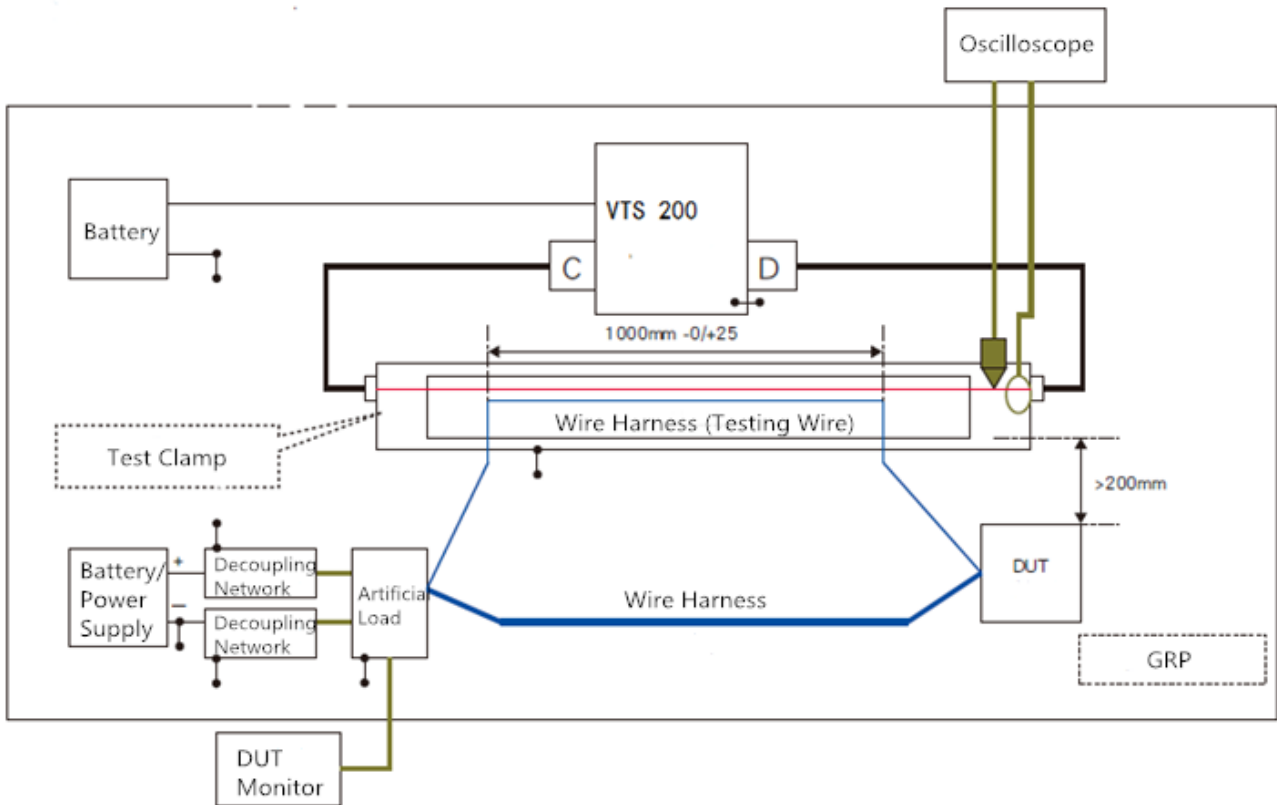 Oscilloscope
Battery
VTS 200
C
D
1000mm -0/+25
Wire Harness (Testing Wire)
Test Clamp
>200mm
Battery/
Power
Supply
+
−
Decoupling
Network
Decoupling
Network
Artificial
Load
Wire Harness
DUT
GRP
DUT
Monitor